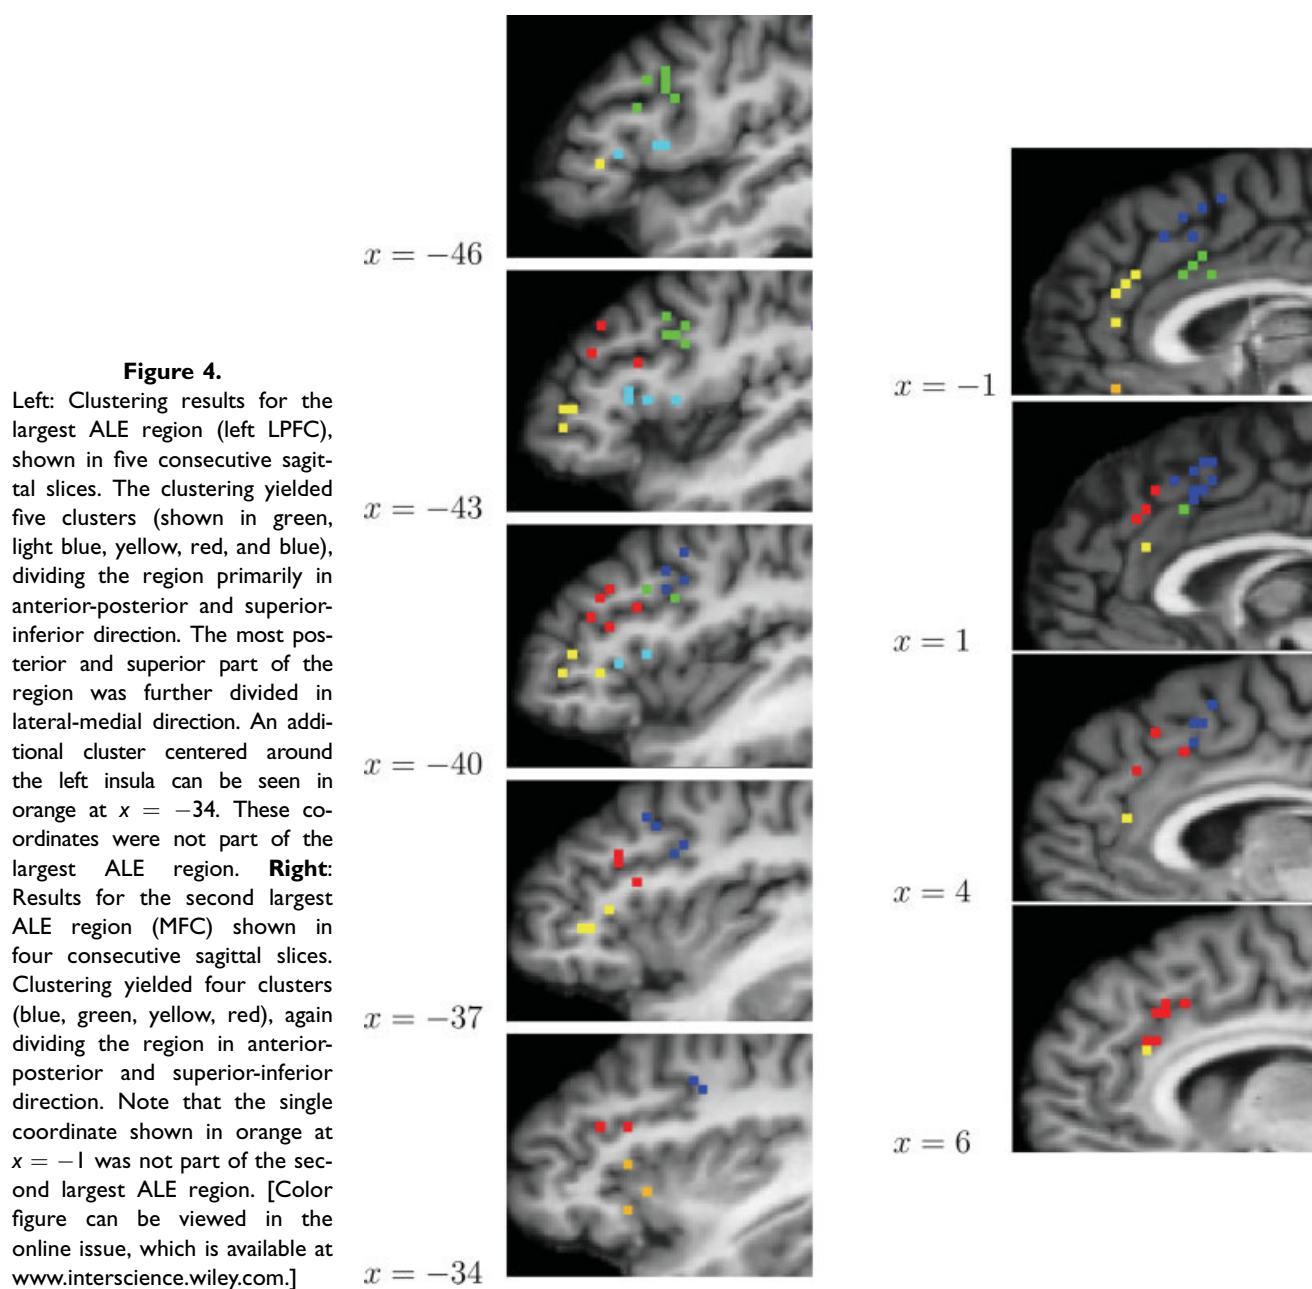 Figure 4.
Left: Clustering results for the
largest ALE region (left LPFC),
shown in five consecutive sagit-
tal slices. The clustering yielded
five clusters (shown in green,
light blue, yellow, red, and blue),
dividing the region primarily in
anterior-posterior and superior-
inferior direction. The most pos-
terior and superior part of the
region was further divided in
lateral-medial direction. An addi-
tional cluster centered around
the left insula can be seen in
orange at x = −34. These co-
ordinates were not part of the
largest ALE region. Right:
Results for the second largest
ALE region (MFC) shown in
four consecutive sagittal slices.
Clustering yielded four clusters
(blue, green, yellow, red), again
dividing the region in anterior-
posterior and superior-inferior
direction. Note that the single
coordinate shown in orange at
x = −1 was not part of the sec-
ond largest ALE region. [Color
figure can be viewed in the
online issue, which is available at
www.interscience.wiley.com.]
x = −46
x = −43
x = −40
x = −37
x = −34
x = −1
x = 1
x = 4
x = 6